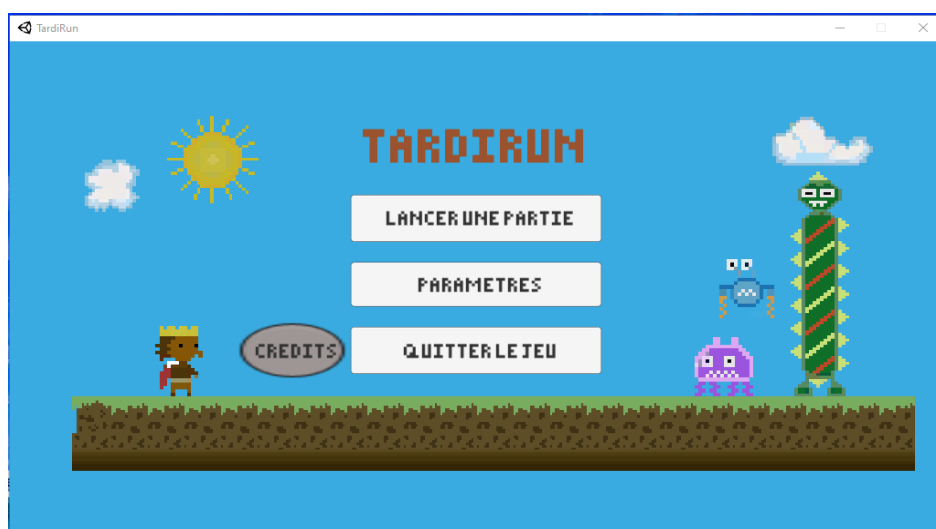 TardiRun
TARDIRUN
LANCER UNE PARTIE
PARAMETRES
CREDITS
QUITTER LE JEU